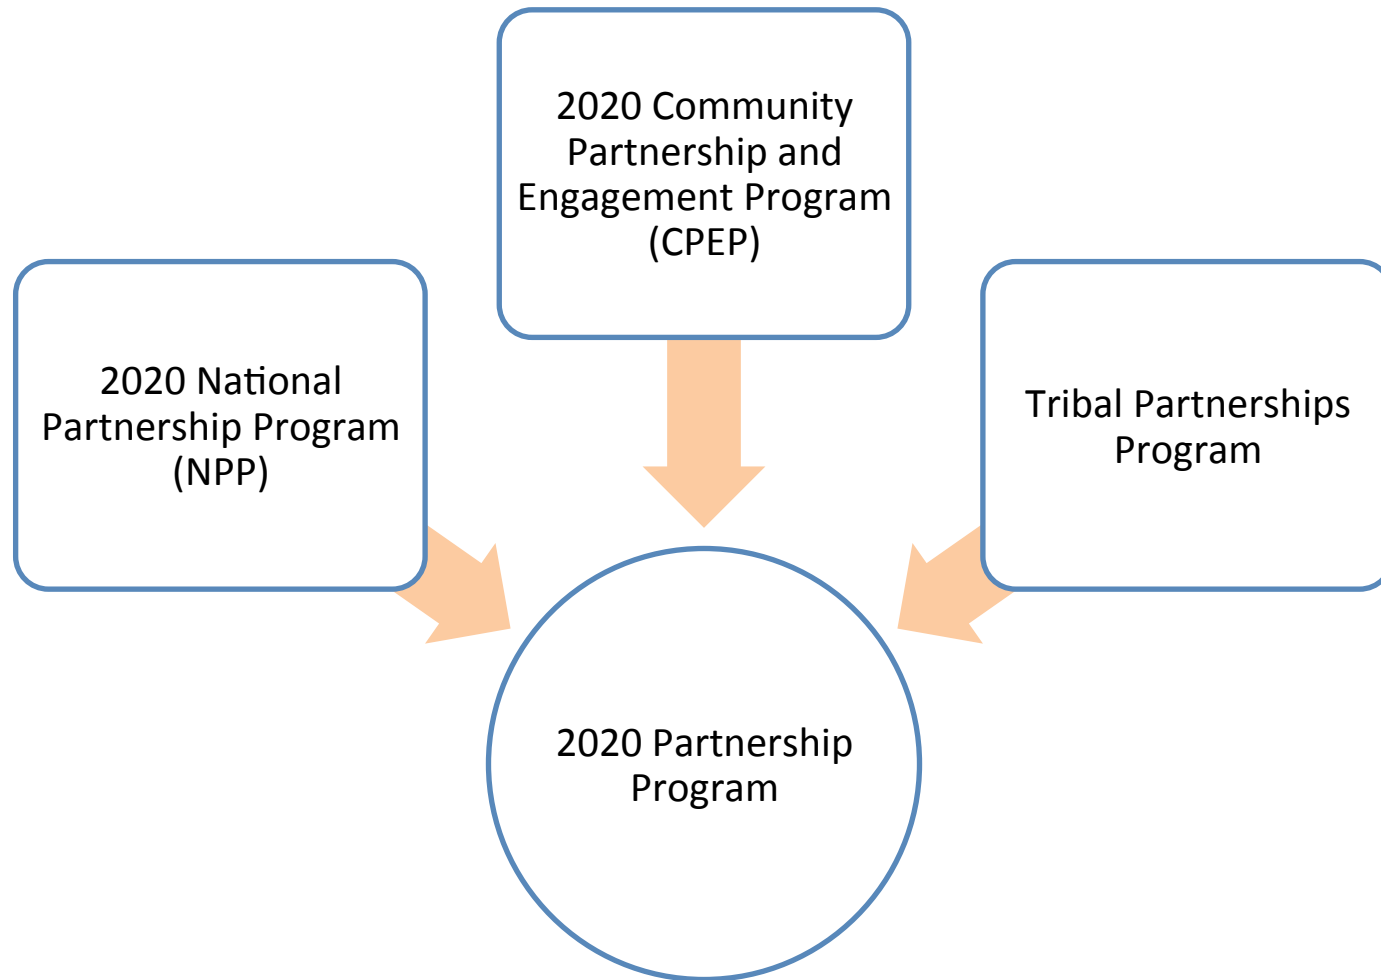 2020 Community
Partnership and
Engagement Program
(CPEP)
2020 National
Partnership Program
(NPP)
Tribal Partnerships
Program
2020 Partnership
Program